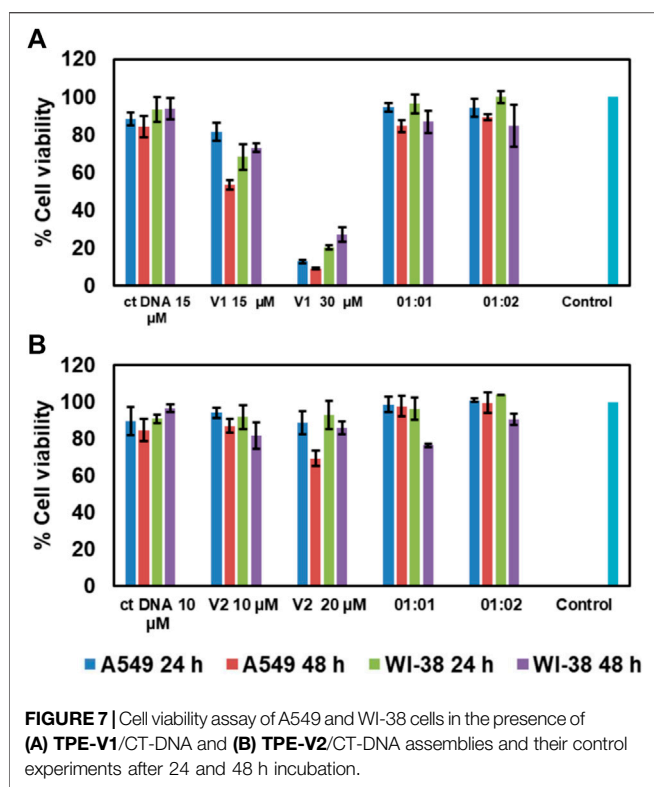 A
120
100
80
60
40
20
0
% Cell viability
ct DNA 15 µM
V1 15 µM
V1 30 µM
01:01
01:02
Control
B
120
100
80
60
40
20
0
% Cell viability
ct DNA 10 µM
V2 10 µM
V2 20 µM
01:01
01:02
Control
A549 24 h
A549 48 h
WI-38 24 h
WI-38 48 h
FIGURE 7 | Cell viability assay of A549 and WI-38 cells in the presence of
(A) TPE-V1/CT-DNA and (B) TPE-V2/CT-DNA assemblies and their control
experiments after 24 and 48 h incubation.